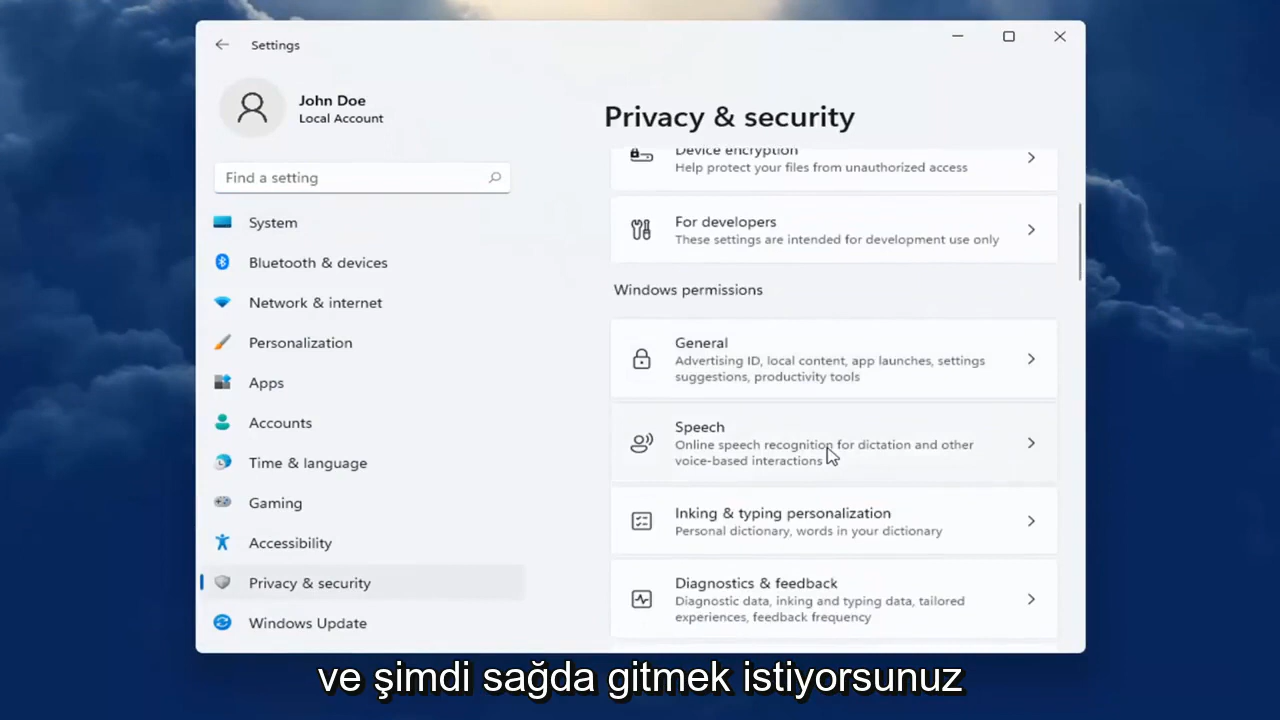 Settings
John Doe
Local Account
Find a setting
System
Bluetooth & devices
Network & internet
Personalization
Apps
Accounts
Time & language
Gaming
Accessibility
Privacy & security
Windows Update
Privacy & security
Device encryption
Help protect your files from unauthorized access
For developers
These settings are intended for development use only
Windows permissions
General
Advertising ID, local content, app launches, settings
suggestions, productivity tools
Speech
Online speech recognition for dictation and other
voice-based interactions
Inking & typing personalization
Personal dictionary, words in your dictionary
Diagnostics & feedback
Diagnostic data, inking and typing data, tailored
experiences, feedback frequency
ve şimdi sağda gitmek istiyorsunuz